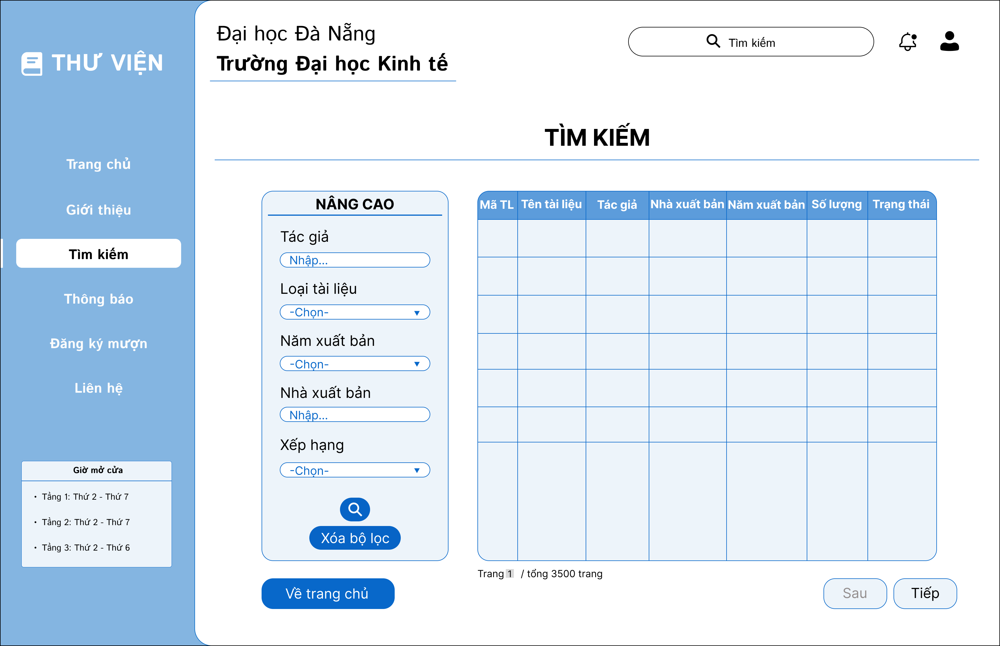 THƯ VIỆN
Trang chủ
Giới thiệu
Tìm kiếm
Thông báo
Đăng ký mượn
Liên hệ
Giờ mở cửa
• Tầng 1: Thứ 2 - Thứ 7
• Tầng 2: Thứ 2 - Thứ 7
• Tầng 3: Thứ 2 - Thứ 6
Đại học Đà Nẵng
Trường Đại học Kinh tế
Tìm kiếm
TÌM KIẾM
NÂNG CAO
Tác giả
Nhập...
Loại tài liệu
-Chọn-
Năm xuất bản
-Chọn-
Nhà xuất bản
Nhập...
Xếp hạng
-Chọn-
Xóa bộ lọc
Về trang chủ
Mã TL Tên tài liệu Tác giả Nhà xuất bản Năm xuất bản Số lượng Trạng thái
Trang 1 / tổng 3500 trang
Sau
Tiếp